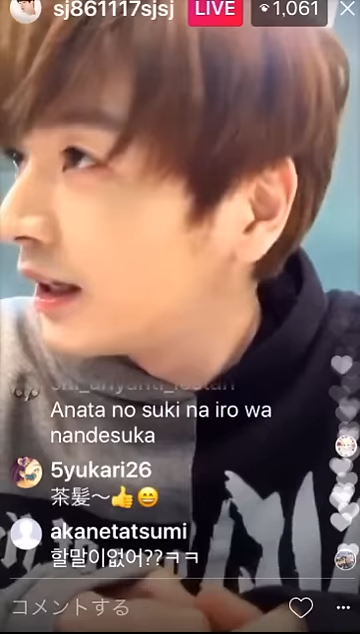 sj861117sjsj LIVE 1,061
Anata no suki na iro wa
nandesuka
5yukari26
茶髪〜👍😄
akanetatsumi
할말이없어??ㅋㅋ
コメントする